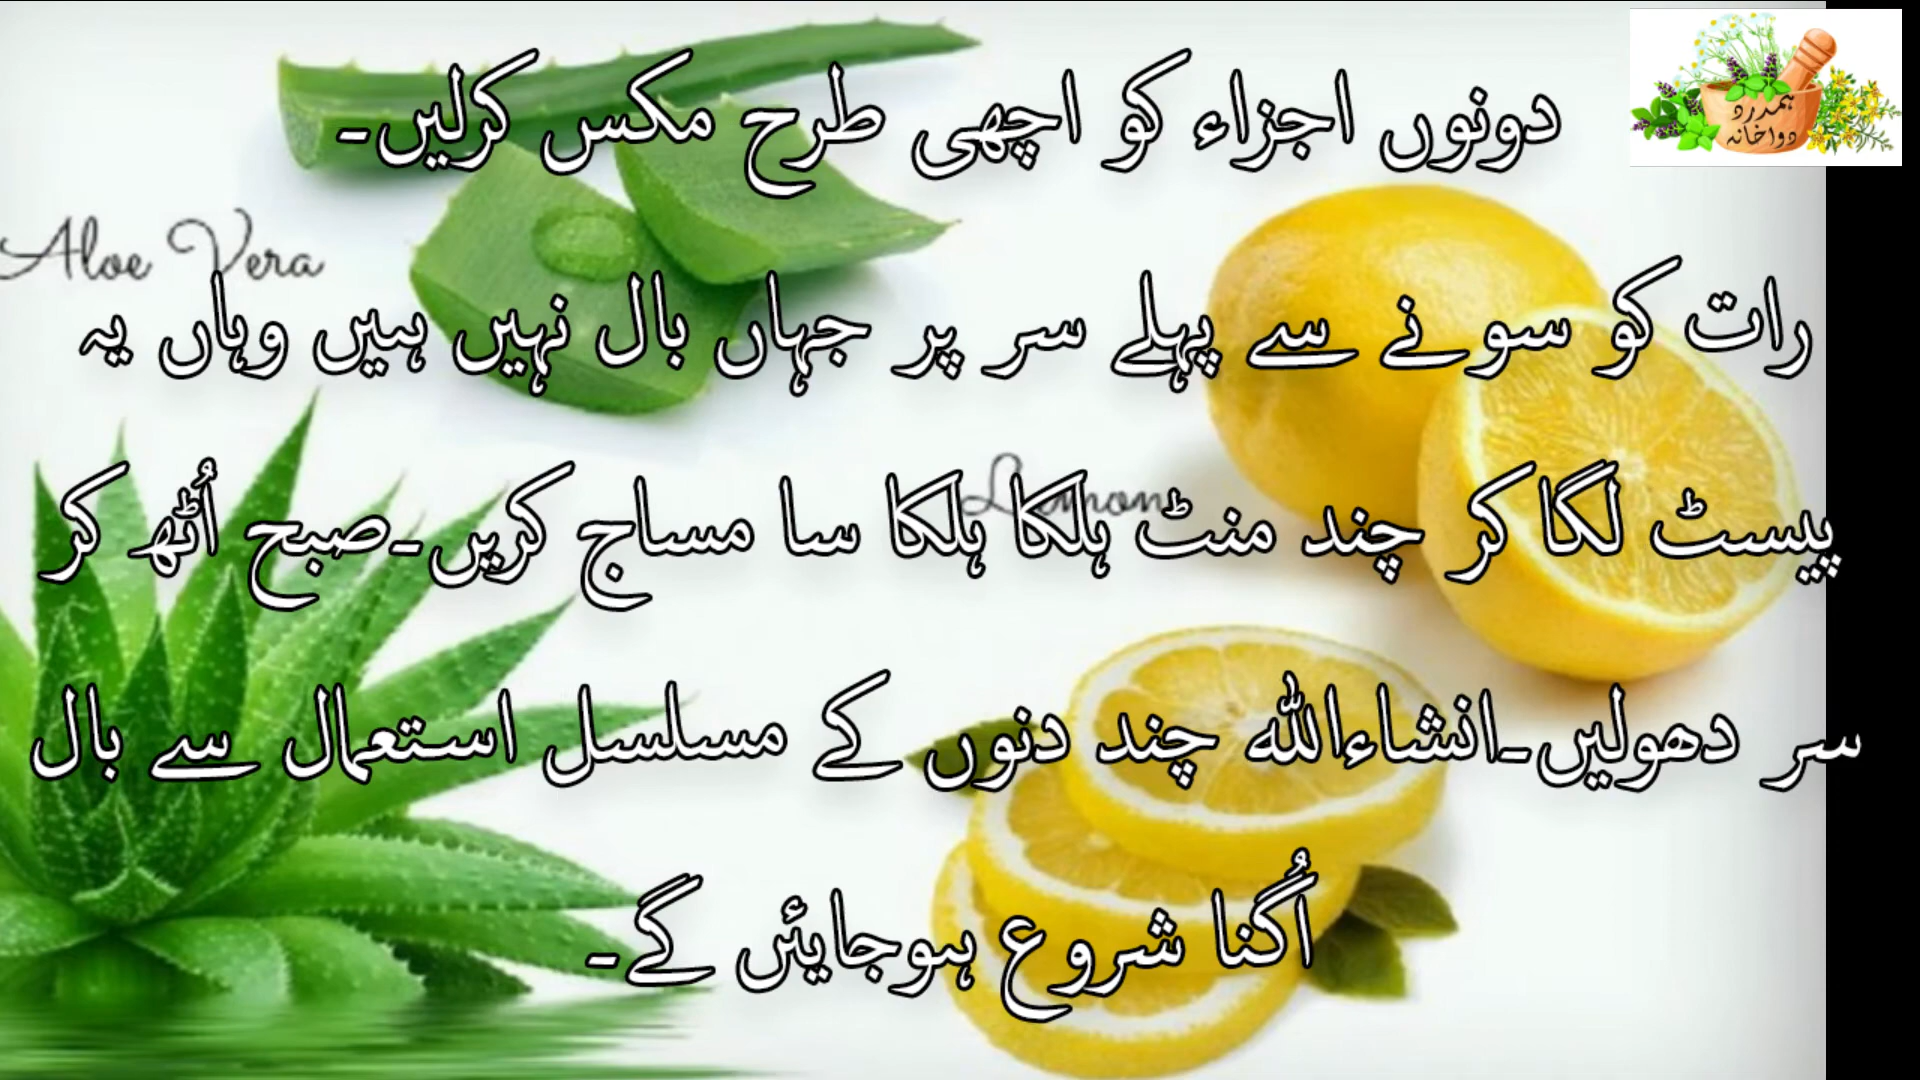 ہمدرد
دواخانہ
دونوں اجزاء کو اچھی طرح مکس کرلیں۔
Aloe Vera
رات کو سونے سے پہلے سر پر جہاں بال نہیں ہیں وہاں یہ
Lemon
پیسٹ لگا کر چند منٹ ہلکا ہلکا سا مساج کریں۔صبح اُٹھ کر
سر دھولیں۔انشاءاللہ چند دنوں کے مسلسل استعمال سے بال
اُگنا شروع ہوجایئں گے۔